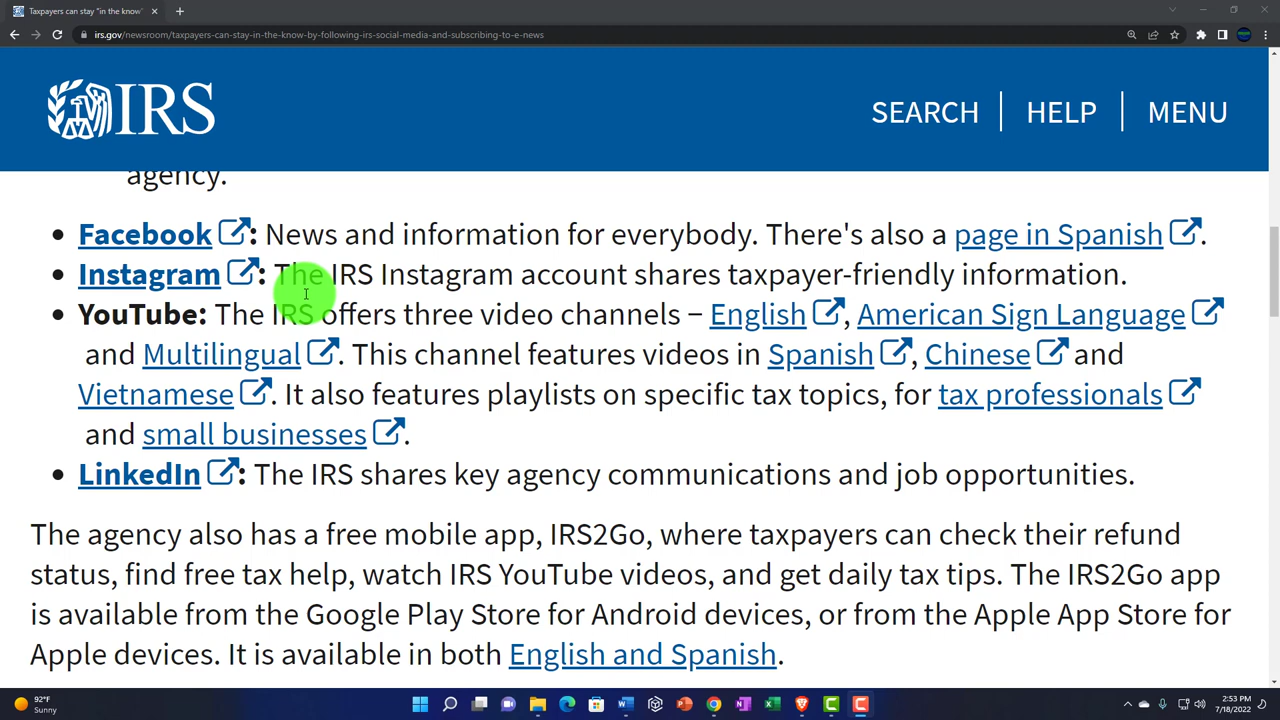 Taxpayers can stay "in the know"
irs.gov/newsroom/taxpayers-can-stay-in-the-know-by-following-irs-social-media-and-subscribing-to-e-news
IRS
SEARCH
HELP
MENU
agency.
Facebook: News and information for everybody. There's also a page in Spanish.
Instagram: The IRS Instagram account shares taxpayer-friendly information.
YouTube: The IRS offers three video channels – English, American Sign Language
and Multilingual. This channel features videos in Spanish, Chinese and
Vietnamese. It also features playlists on specific tax topics, for tax professionals
and small businesses.
LinkedIn: The IRS shares key agency communications and job opportunities.
The agency also has a free mobile app, IRS2Go, where taxpayers can check their refund
status, find free tax help, watch IRS YouTube videos, and get daily tax tips. The IRS2Go app
is available from the Google Play Store for Android devices, or from the Apple App Store for
Apple devices. It is available in both English and Spanish.
92°F
Sunny
2:53 PM
7/18/2022